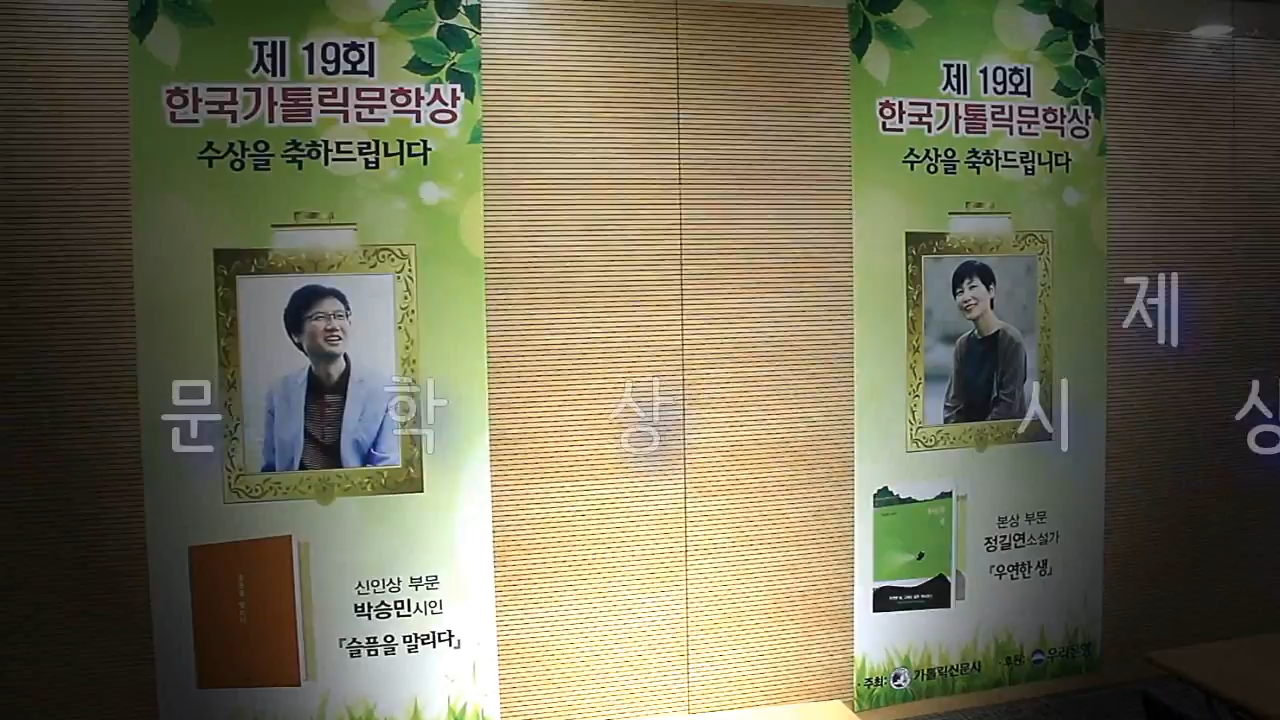 제 19회
한국가톨릭문학상
수상을 축하드립니다
신인상 부문
박승민시인
『슬픔을 말리다』
제 19회
한국가톨릭문학상
수상을 축하드립니다
본상 부문
정길연소설가
『우연한 생』
· 주최: 가톨릭신문사 · 후원: 우리은행
제
문 학 상 시 상